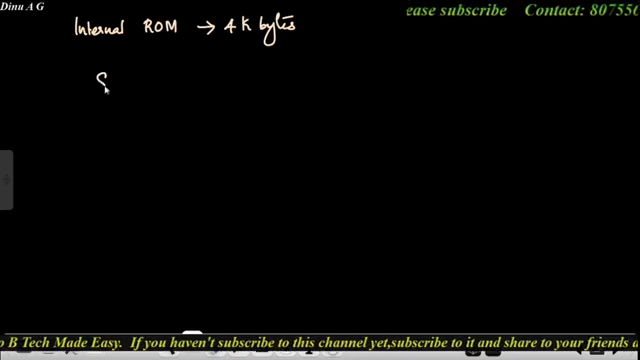 Dinu A G
ease subscribe Contact: 807550
Internal ROM → 4K bytes
o B Tech Made Easy. If you haven't subscribe to this channel yet,subscribe to it and share to your friends a